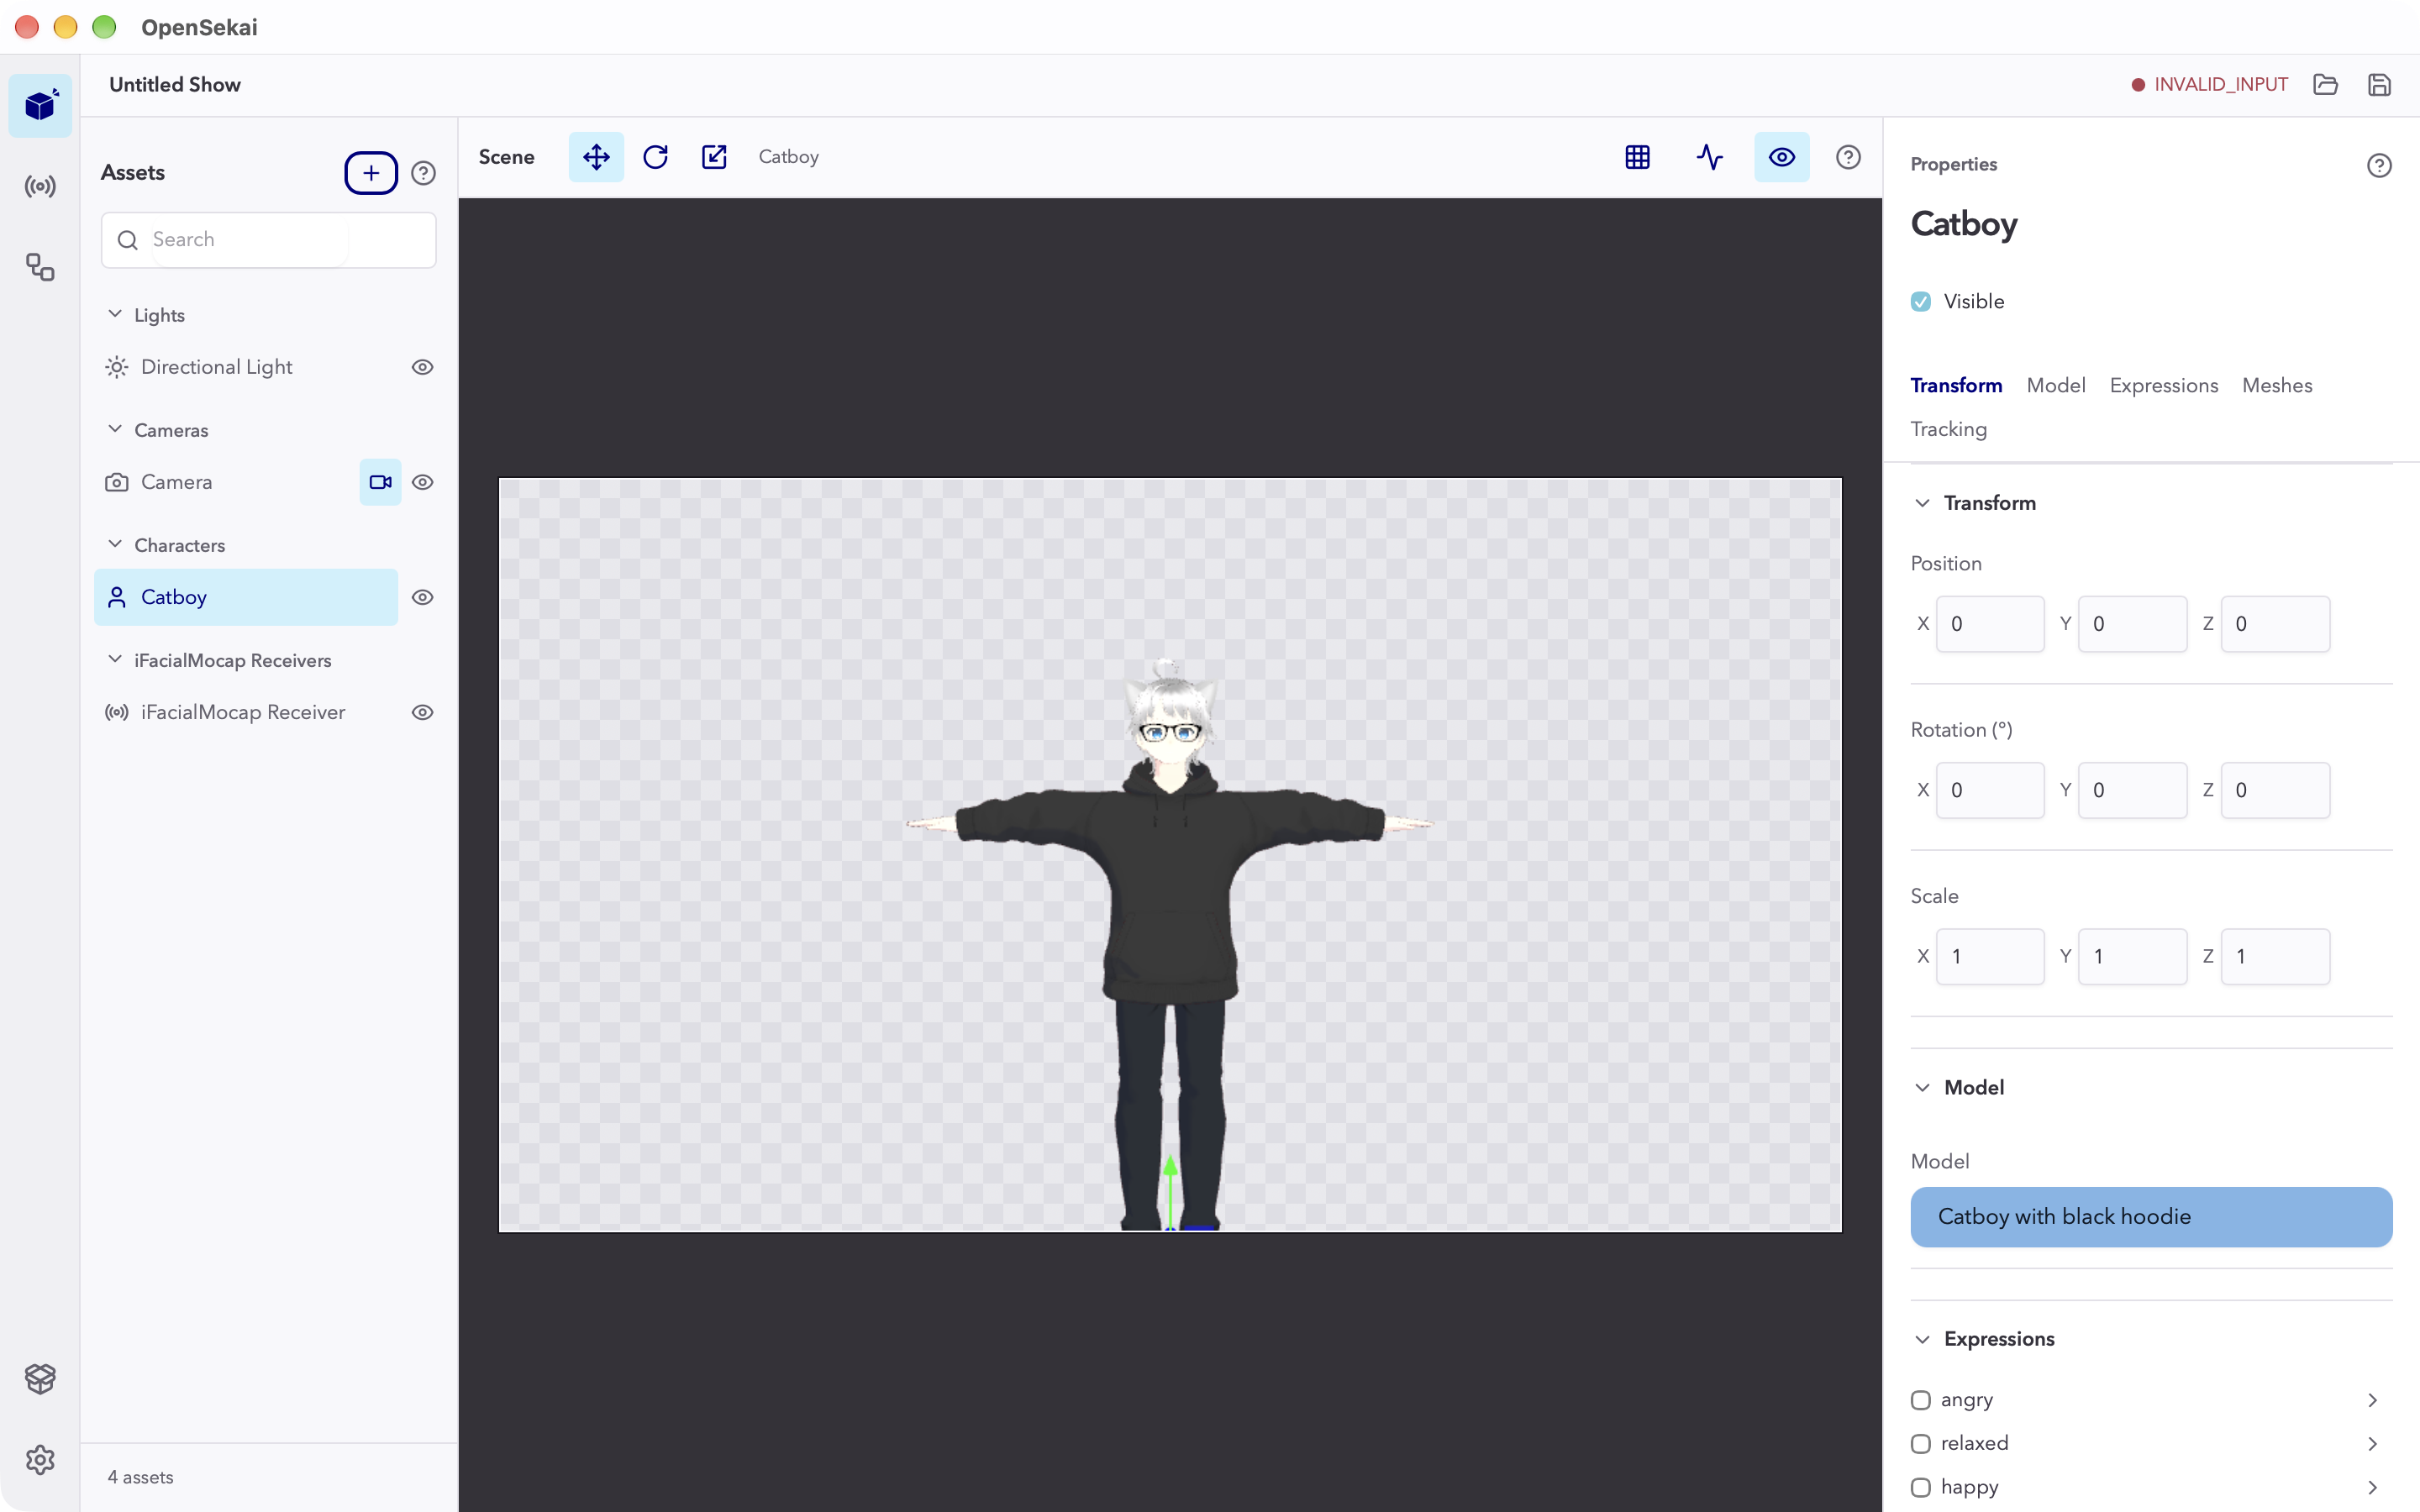 OpenSekai
Untitled Show
INVALID_INPUT
Assets
Search
Lights
Directional Light
Cameras
Camera
Characters
Catboy
iFacialMocap Receivers
iFacialMocap Receiver
4 assets
Scene
Catboy
Properties
Catboy
Visible
Transform Model Expressions Meshes
Tracking
Transform
Position
X 0 Y 0 Z 0
Rotation (°)
X 0 Y 0 Z 0
Scale
X 1 Y 1 Z 1
Model
Model
Catboy with black hoodie
Expressions
angry
relaxed
happy